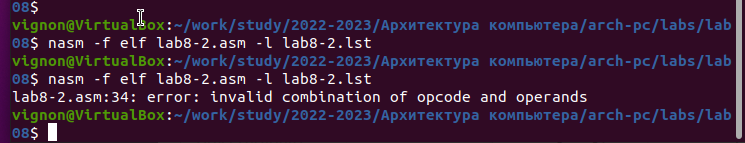 08$
vignon@VirtualBox:~/work/study/2022-2023/Архитектура компьютера/arch-pc/labs/lab
08$ nasm -f elf lab8-2.asm -l lab8-2.lst
vignon@VirtualBox:~/work/study/2022-2023/Архитектура компьютера/arch-pc/labs/lab
08$ nasm -f elf lab8-2.asm -l lab8-2.lst
lab8-2.asm:34: error: invalid combination of opcode and operands
vignon@VirtualBox:~/work/study/2022-2023/Архитектура компьютера/arch-pc/labs/lab
08$